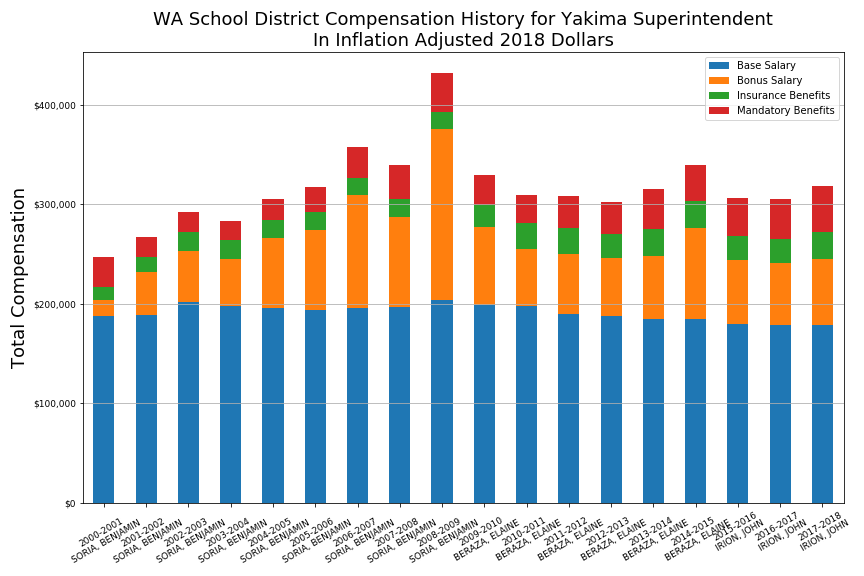 WA School District Compensation History for Yakima Superintendent
In Inflation Adjusted 2018 Dollars
Total Compensation
$400,000
$300,000
$200,000
$100,000
$0
Base Salary
Bonus Salary
Insurance Benefits
Mandatory Benefits
2000-2001
SORIA, BENJAMIN
2001-2002
SORIA, BENJAMIN
2002-2003
SORIA, BENJAMIN
2003-2004
SORIA, BENJAMIN
2004-2005
SORIA, BENJAMIN
2005-2006
SORIA, BENJAMIN
2006-2007
SORIA, BENJAMIN
2007-2008
SORIA, BENJAMIN
2008-2009
SORIA, BENJAMIN
2009-2010
BERAZA, ELAINE
2010-2011
BERAZA, ELAINE
2011-2012
BERAZA, ELAINE
2012-2013
BERAZA, ELAINE
2013-2014
BERAZA, ELAINE
2014-2015
BERAZA, ELAINE
2015-2016
IRION, JOHN
2016-2017
IRION, JOHN
2017-2018
IRION, JOHN